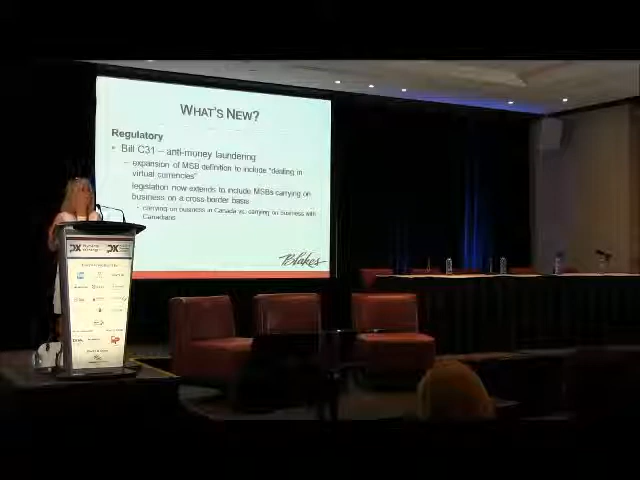 WHAT'S NEW?
Regulatory
• Bill C31 – anti-money laundering
– expansion of MSB definition to include "dealing in
virtual currencies"
legislation now extends to include MSBs carrying on
business on a cross-border basis
• carrying on business in Canada vs. carrying on business with
Canadians
Blakes